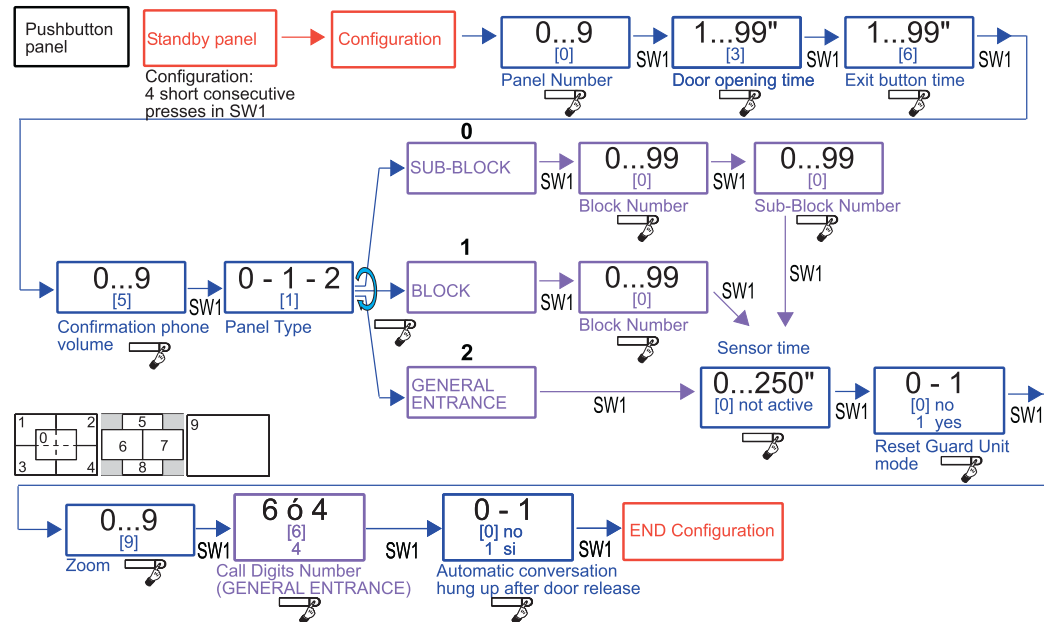 Pushbutton
panel
Standby panel
Configuration
Configuration:
4 short consecutive
presses in SW1
0...9
[0]
Panel Number
SW1
1...99"
[3]
Door opening time
SW1
1...99"
[6]
Exit button time
SW1
0...9
[5]
Confirmation phone
volume
SW1
0 - 1 - 2
[1]
Panel Type
0
SUB-BLOCK
SW1
0...99
[0]
Block Number
SW1
0...99
[0]
Sub-Block Number
SW1
1
BLOCK
SW1
0...99
[0]
Block Number
SW1
2
GENERAL
ENTRANCE
SW1
Sensor time
0...250"
[0] not active
SW1
0 - 1
[0] no
1 yes
Reset Guard Unit
mode
SW1
1
2
0
3
4
5
6
7
8
9
0...9
[9]
Zoom
SW1
6 ó 4
[6]
4
Call Digits Number
(GENERAL ENTRANCE)
SW1
0 - 1
[0] no
1 si
Automatic conversation
hung up after door release
SW1
END Configuration